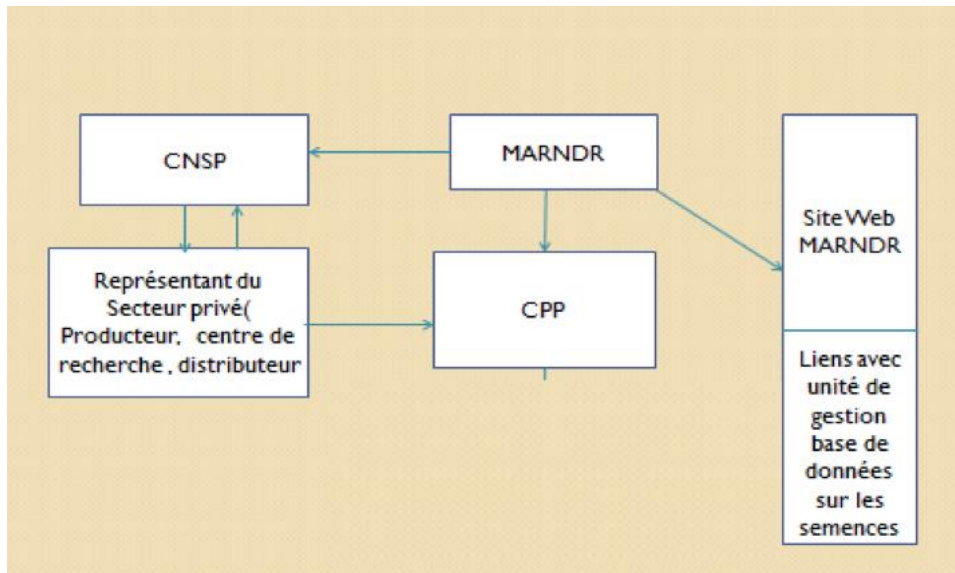 CNSP
MARNDR
Site Web
MARNDR
Représentant du
Secteur privé(
Producteur, centre de
recherche , distributeur
CPP
Liens avec
unité de
gestion
base de
données
sur les
semences